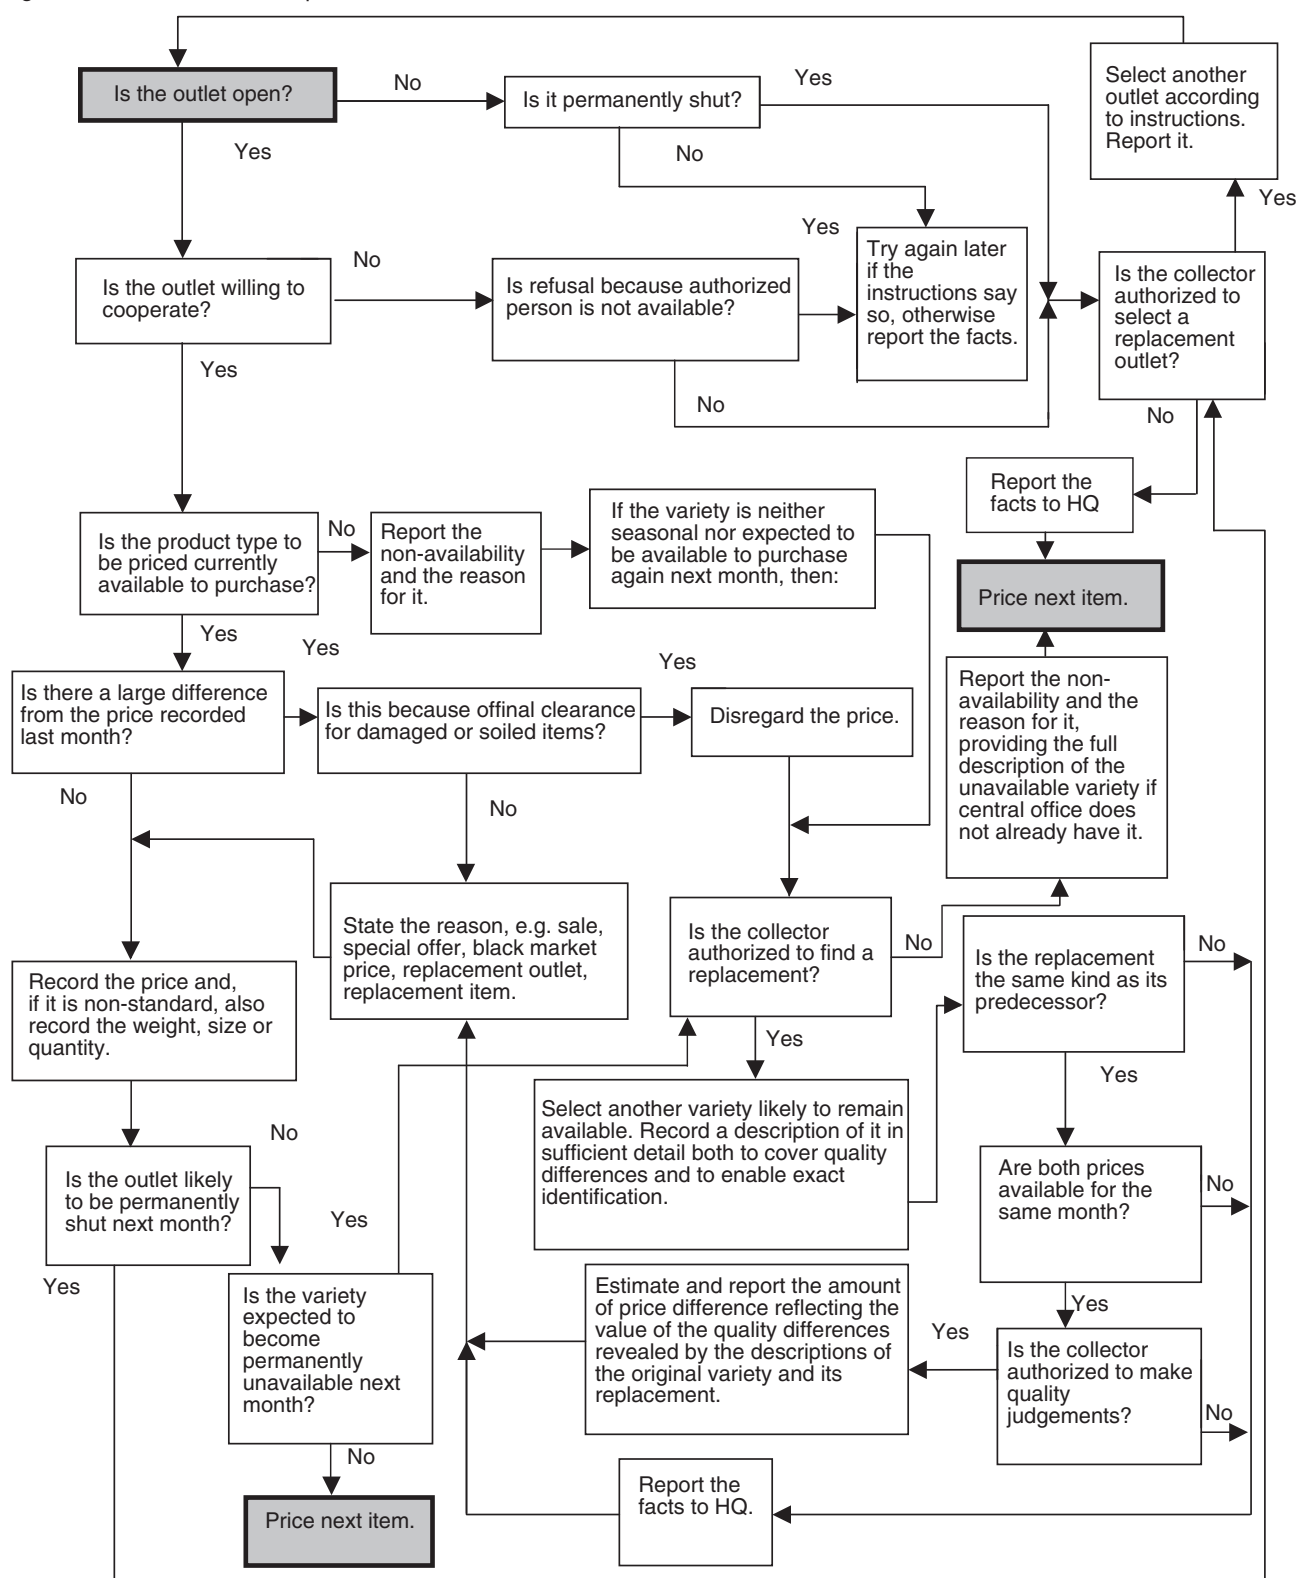 Is the outlet open?
No
Is it permanently shut?
Yes
Select another
outlet according
to instructions.
Report it.
Yes
No
Yes
Is the outlet willing to
cooperate?
No
Is refusal because authorized
person is not available?
Yes
Try again later
if the
instructions say
so, otherwise
report the facts.
Is the collector
authorized to
select a
replacement
outlet?
Yes
No
No
Report the
facts to HQ
Price next item.
Is the product type to
be priced currently
available to purchase?
No
Report the
non-availability
and the reason
for it.
If the variety is neither
seasonal nor expected to
be available to purchase
again next month, then:
Yes
Yes
Yes
Is there a large difference
from the price recorded
last month?
Is this because offinal clearance
for damaged or soiled items?
Disregard the price.
Report the non-
availability and the
reason for it,
providing the full
description of the
unavailable variety if
central office does
not already have it.
No
No
State the reason, e.g. sale,
special offer, black market
price, replacement outlet,
replacement item.
Is the collector
authorized to find a
replacement?
No
Is the replacement
the same kind as its
predecessor?
No
Record the price and,
if it is non-standard, also
record the weight, size or
quantity.
Yes
Yes
Select another variety likely to remain
available. Record a description of it in
sufficient detail both to cover quality
differences and to enable exact
identification.
No
Is the outlet likely
to be permanently
shut next month?
Yes
Are both prices
available for the
same month?
No
Yes
Is the variety
expected to
become
permanently
unavailable next
month?
Estimate and report the amount
of price difference reflecting the
value of the quality differences
revealed by the descriptions of
the original variety and its
replacement.
Yes
Yes
Is the collector
authorized to make
quality
judgements?
No
No
Report the
facts to HQ.
Price next item.